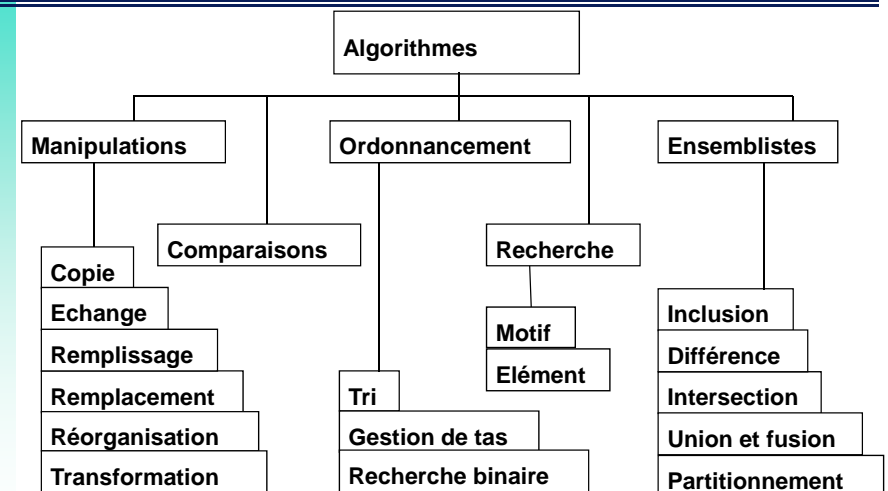 Algorithmes
Manipulations
Ordonnancement
Ensemblistes
Comparaisons
Recherche
Copie
Echange
Remplissage
Remplacement
Réorganisation
Transformation
Tri
Gestion de tas
Recherche binaire
Motif
Elément
Inclusion
Différence
Intersection
Union et fusion
Partitionnement